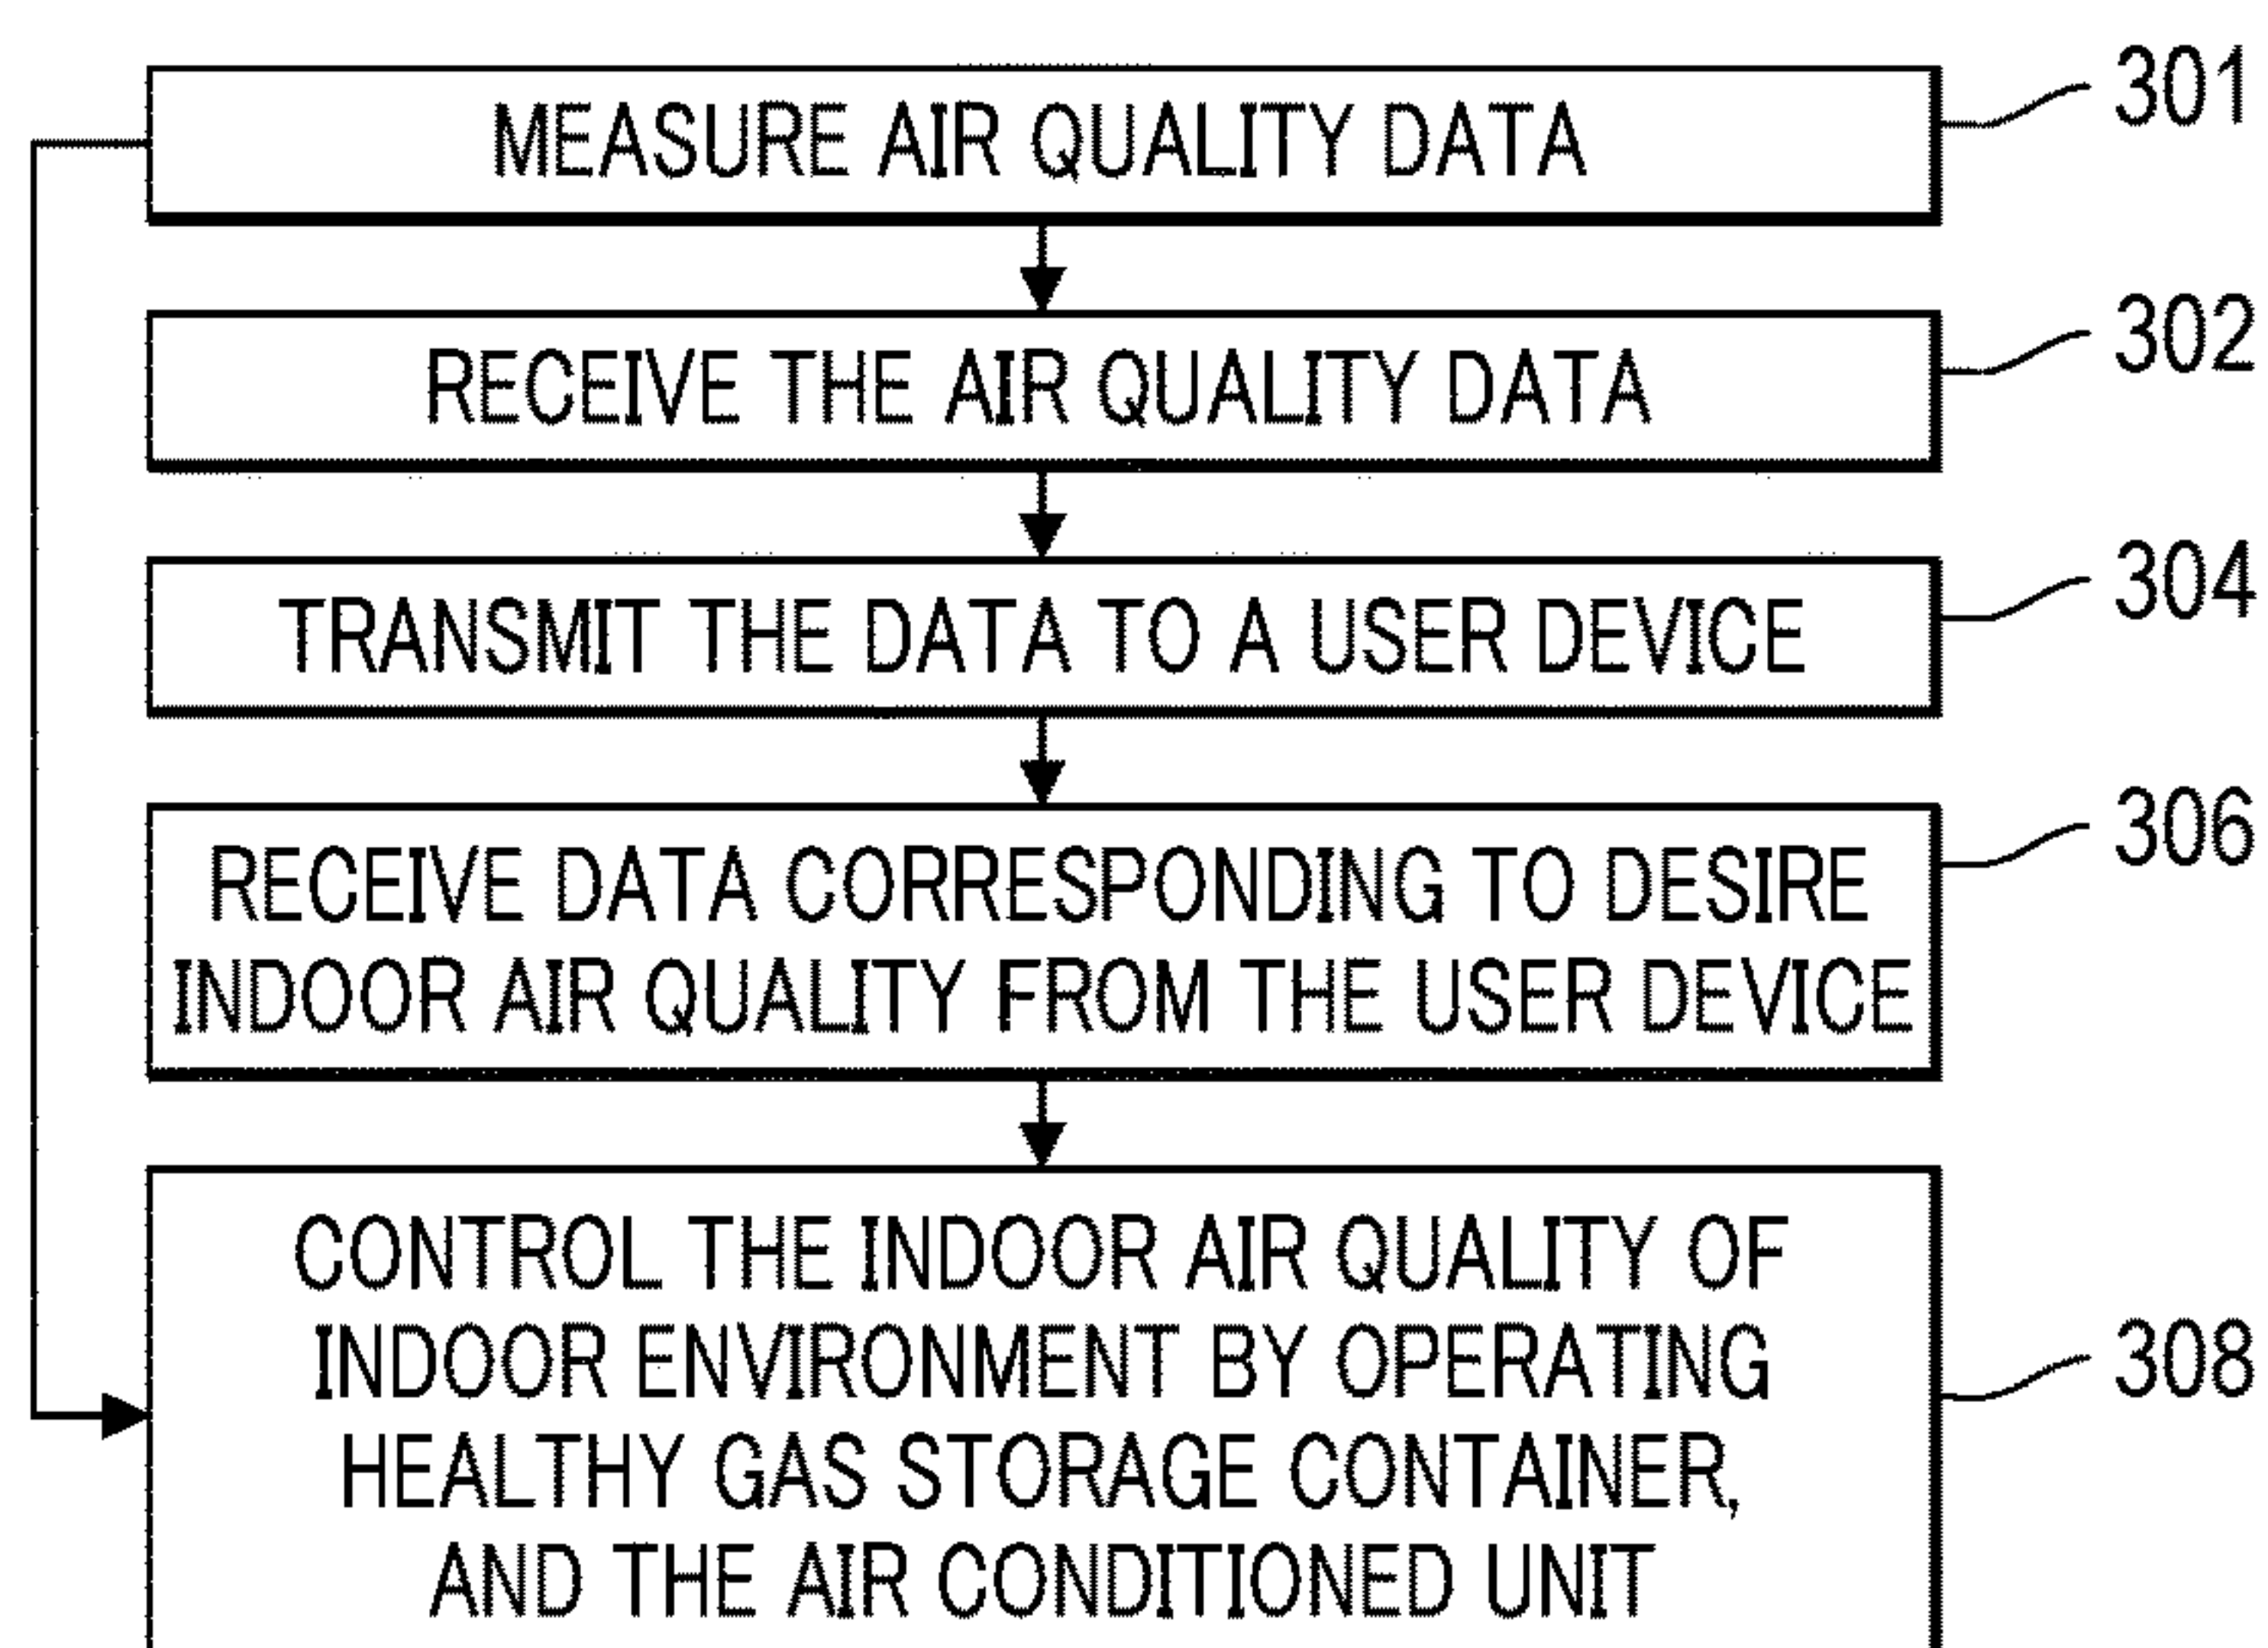 MEASURE AIR QUALITY DATA
301
RECEIVE THE AIR QUALITY DATA
302
TRANSMIT THE DATA TO A USER DEVICE
304
RECEIVE DATA CORRESPONDING TO DESIRE
INDOOR AIR QUALITY FROM THE USER DEVICE
306
CONTROL THE INDOOR AIR QUALITY OF
INDOOR ENVIRONMENT BY OPERATING
HEALTHY GAS STORAGE CONTAINER,
AND THE AIR CONDITIONED UNIT
308